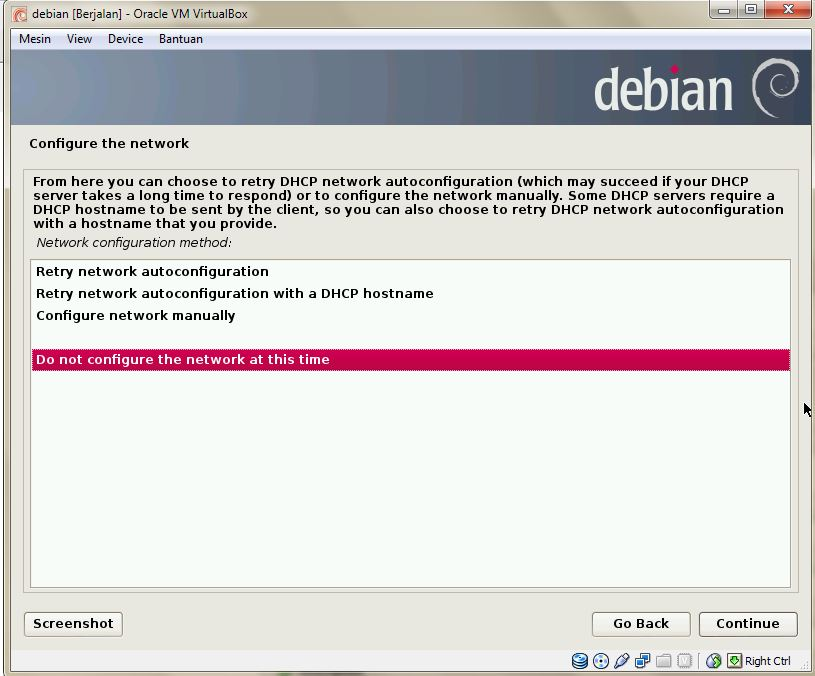 debian [Berjalan] - Oracle VM VirtualBox
Mesin View Device Bantuan
debian
Configure the network
From here you can choose to retry DHCP network autoconfiguration (which may succeed if your DHCP
server takes a long time to respond) or to configure the network manually. Some DHCP servers require a
DHCP hostname to be sent by the client, so you can also choose to retry DHCP network autoconfiguration
with a hostname that you provide.
Network configuration method:
Retry network autoconfiguration
Retry network autoconfiguration with a DHCP hostname
Configure network manually
Do not configure the network at this time
Screenshot Go Back Continue
Right Ctrl